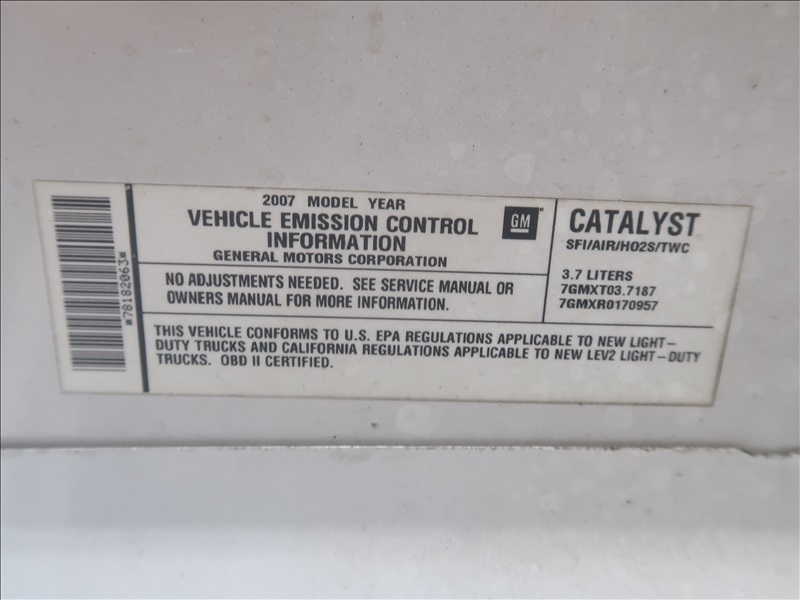 *78182063*
2007 MODEL YEAR
VEHICLE EMISSION CONTROL
INFORMATION
GENERAL MOTORS CORPORATION
GM
NO ADJUSTMENTS NEEDED. SEE SERVICE MANUAL OR
OWNERS MANUAL FOR MORE INFORMATION.
CATALYST
SFI/AIR/HO2S/TWC
3.7 LITERS
7GMXT03.7187
7GMXR0170957
THIS VEHICLE CONFORMS TO U.S. EPA REGULATIONS APPLICABLE TO NEW LIGHT-
DUTY TRUCKS AND CALIFORNIA REGULATIONS APPLICABLE TO NEW LEV2 LIGHT-DUTY
TRUCKS. OBD II CERTIFIED.